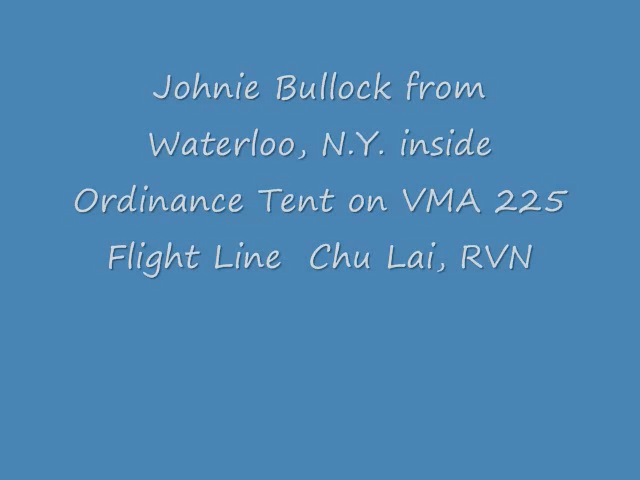 Johnie Bullock from
Waterloo, N.Y. inside
Ordinance Tent on VMA 225
Flight Line  Chu Lai, RVN